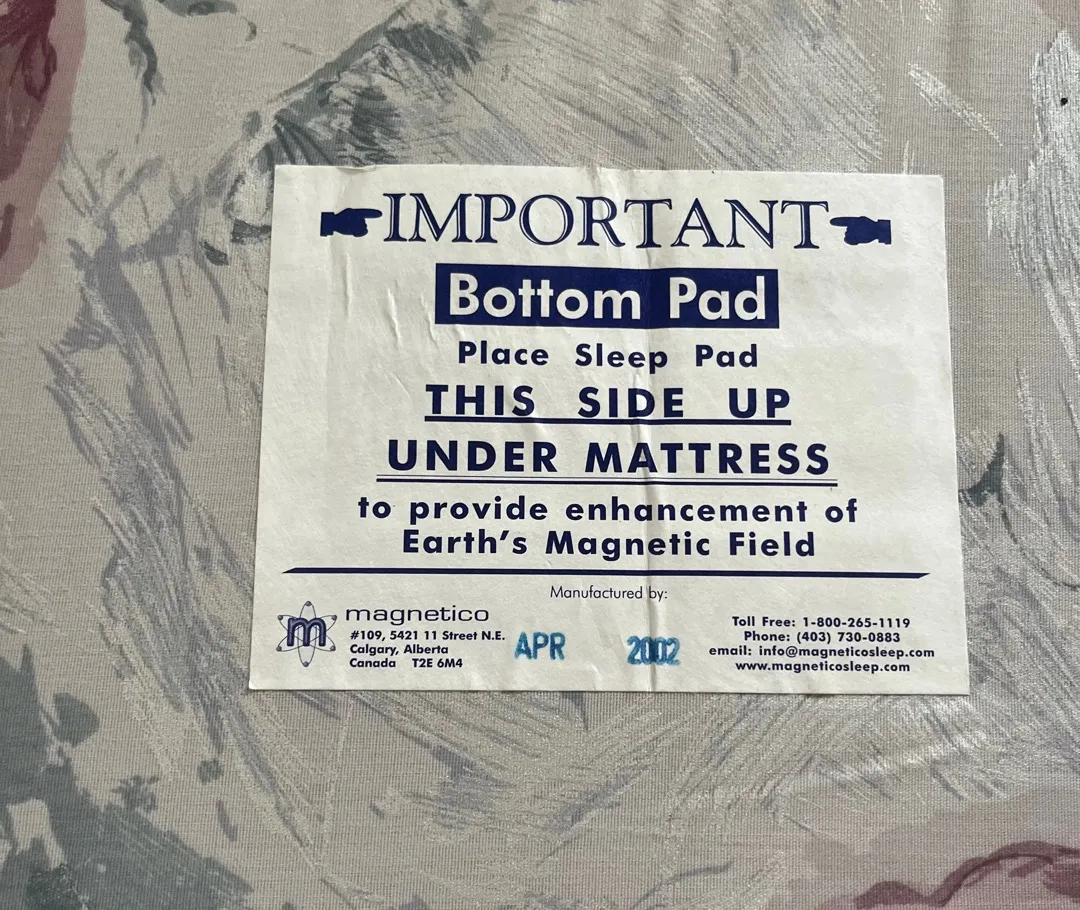 IMPORTANT
Bottom Pad
Place Sleep Pad
THIS SIDE UP
UNDER MATTRESS
to provide enhancement of
Earth's Magnetic Field
Manufactured by:
m
magnetico
#109, 5421 11 Street N.E.
Calgary, Alberta
Canada T2E 6M4
APR 2002
Toll Free: 1-800-265-1119
Phone: (403) 730-0883
email: info@magneticosleep.com
www.magneticosleep.com